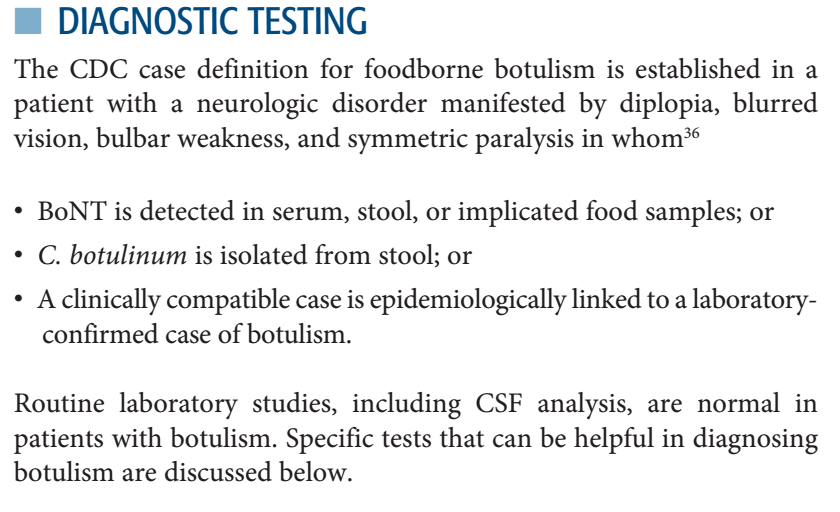 DIAGNOSTIC TESTING
The CDC case definition for foodborne botulism is established in a
patient with a neurologic disorder manifested by diplopia, blurred
vision, bulbar weakness, and symmetric paralysis in whom36
• BoNT is detected in serum, stool, or implicated food samples; or
• C. botulinum is isolated from stool; or
• A clinically compatible case is epidemiologically linked to a laboratory-
confirmed case of botulism.
Routine laboratory studies, including CSF analysis, are normal in
patients with botulism. Specific tests that can be helpful in diagnosing
botulism are discussed below.